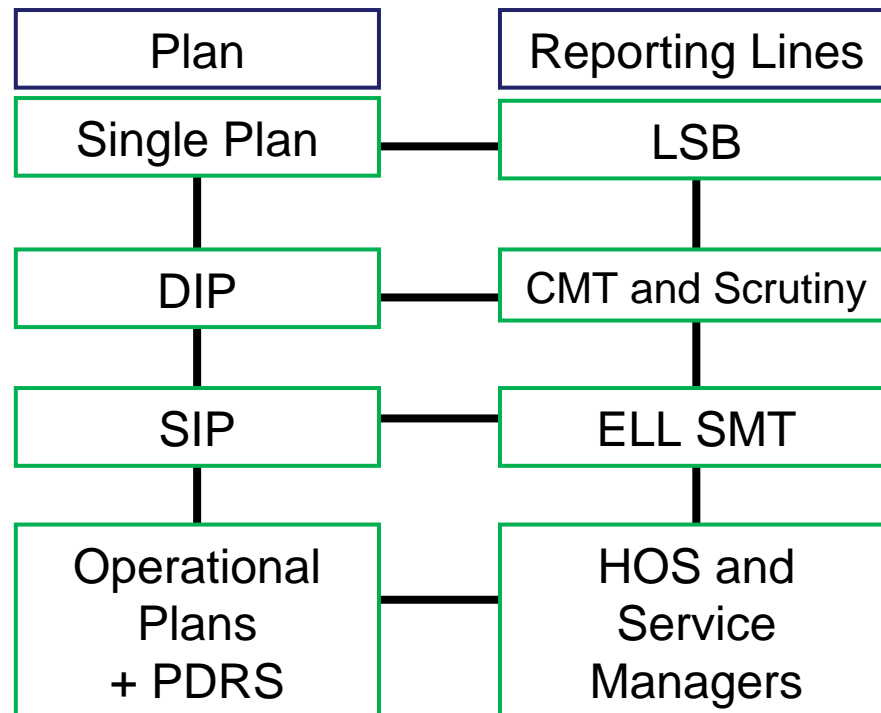 Plan
Reporting Lines
Single Plan
LSB
DIP
CMT and Scrutiny
SIP
ELL SMT
Operational
Plans
+ PDRS
HOS and
Service
Managers